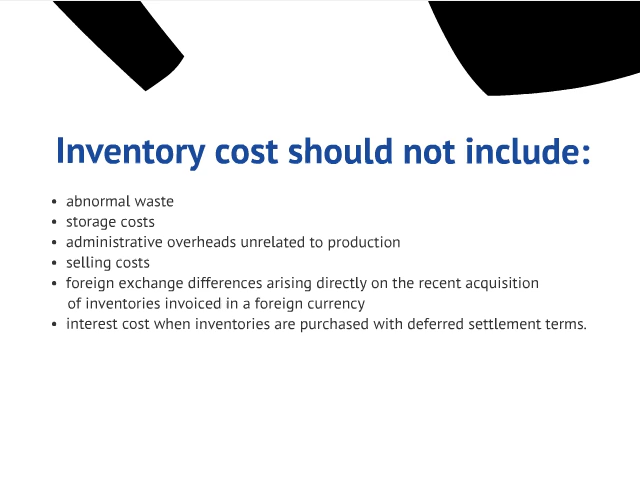 Inventory cost should not include:
• abnormal waste
• storage costs
• administrative overheads unrelated to production
• selling costs
• foreign exchange differences arising directly on the recent acquisition
of inventories invoiced in a foreign currency
• interest cost when inventories are purchased with deferred settlement terms.